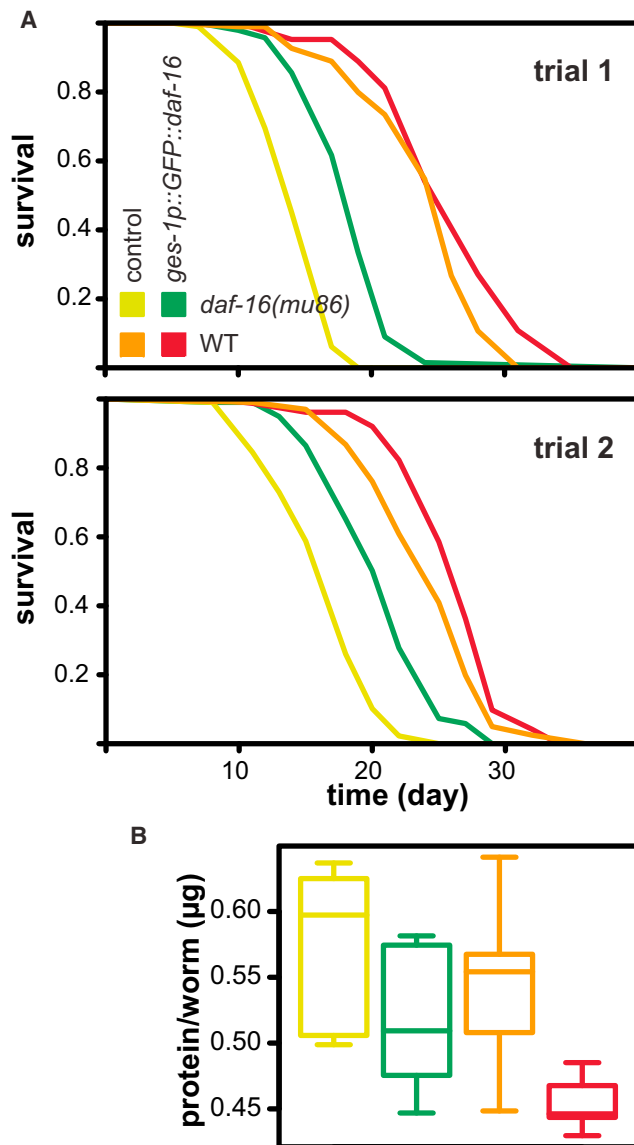 A
trial 1
survival
0.8
0.6
0.4
0.2
control
ges-1p::GFP::daf-16
daf-16(mu86)
WT
trial 2
survival
0.8
0.6
0.4
0.2
10 20 30
time (day)
B
protein/worm (µg)
0.60
0.55
0.50
0.45